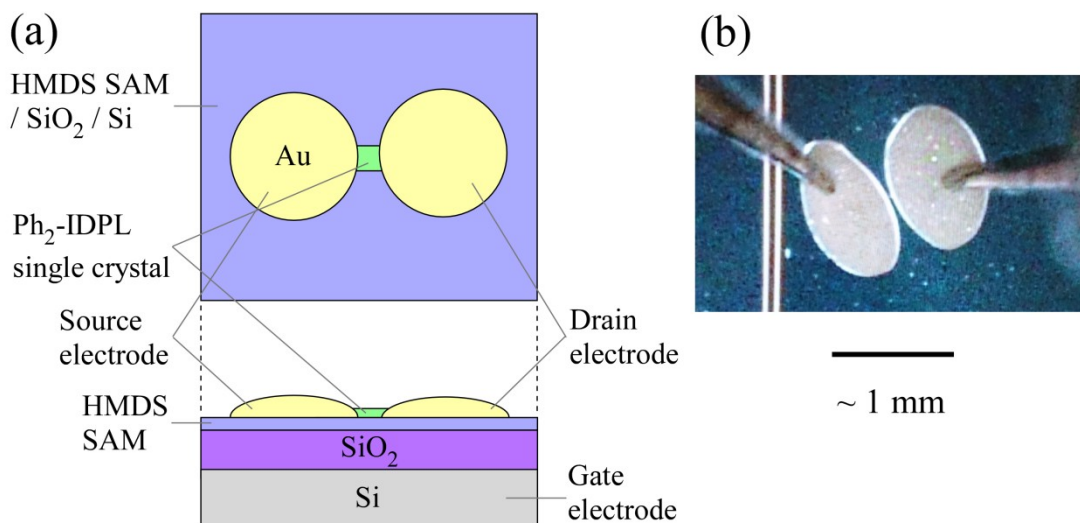 (a)
HMDS SAM
/ SiO₂ / Si
Au
Ph₂-IDPL
single crystal
Source
electrode
Drain
electrode
HMDS
SAM
SiO₂
Si
Gate
electrode
(b)
~ 1 mm